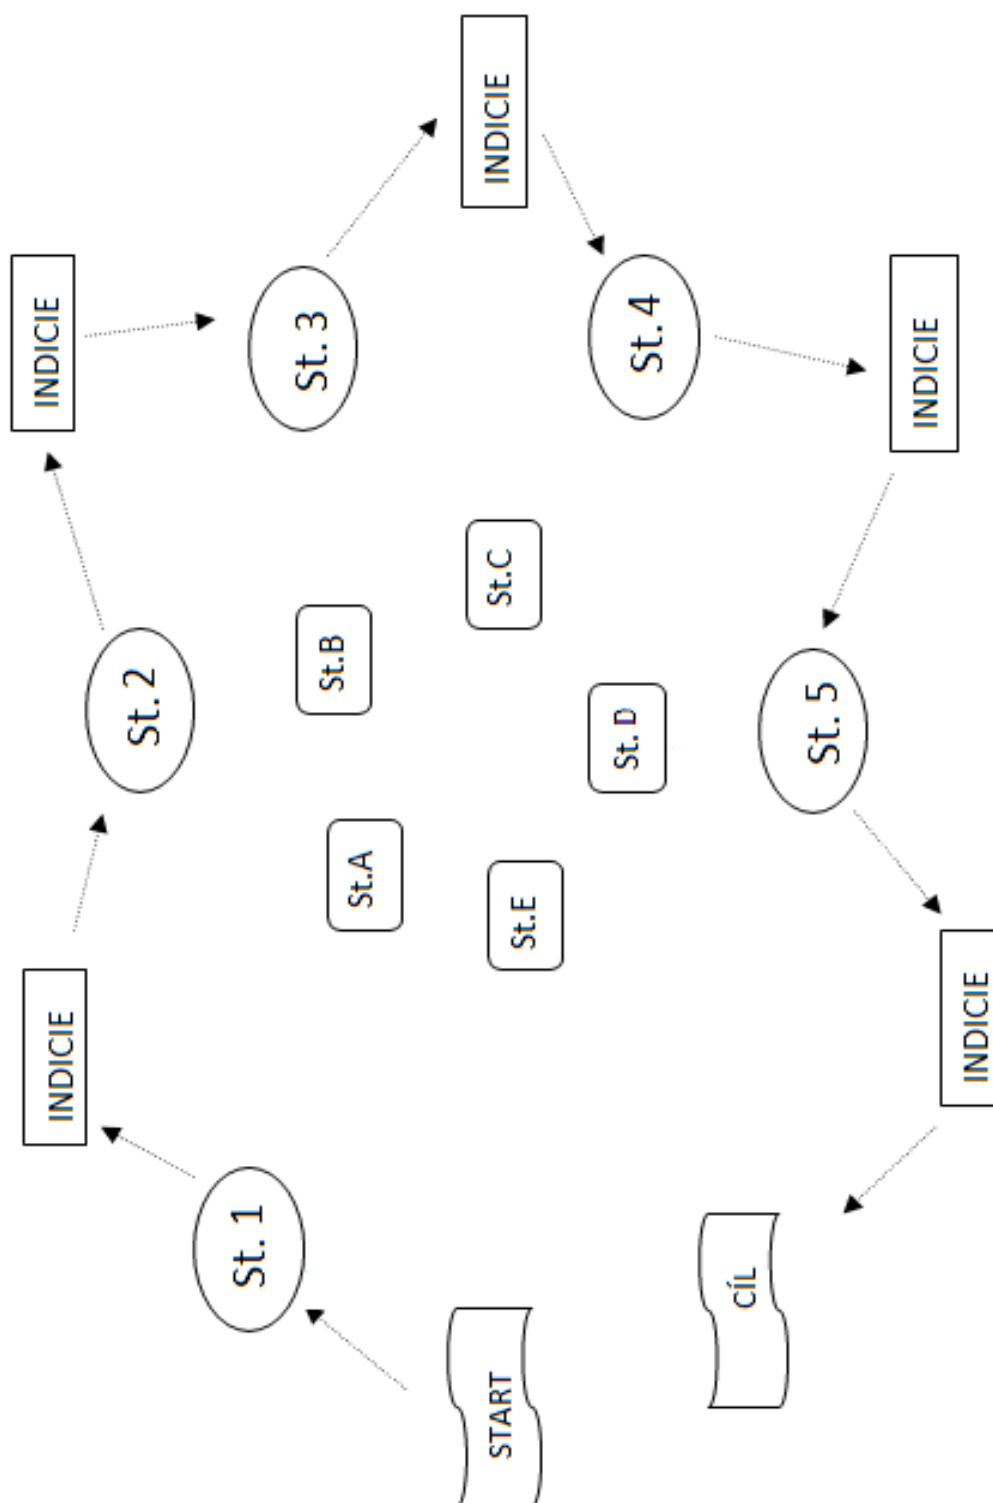 START
St. 1
INDICIE
St. 2
INDICIE
St. 3
INDICIE
St. 4
INDICIE
St. 5
INDICIE
CÍL
St.A
St.B
St.C
St. D
St.E